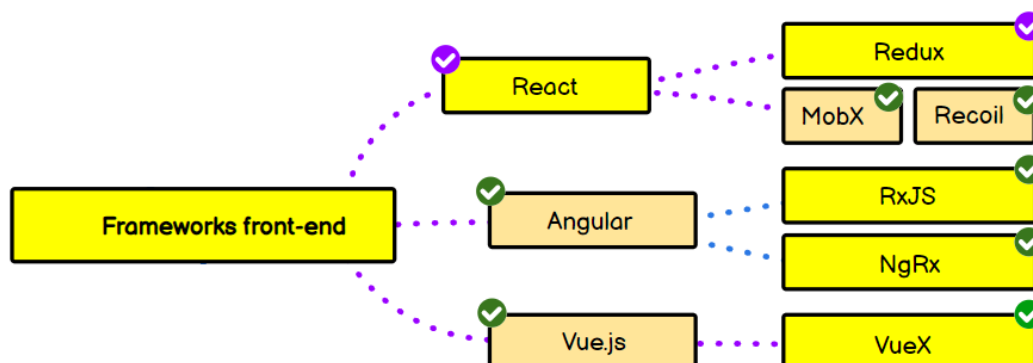 Redux
React
MobX
Recoil
RxJS
Angular
Frameworks front-end
NgRx
Vue.js
VueX